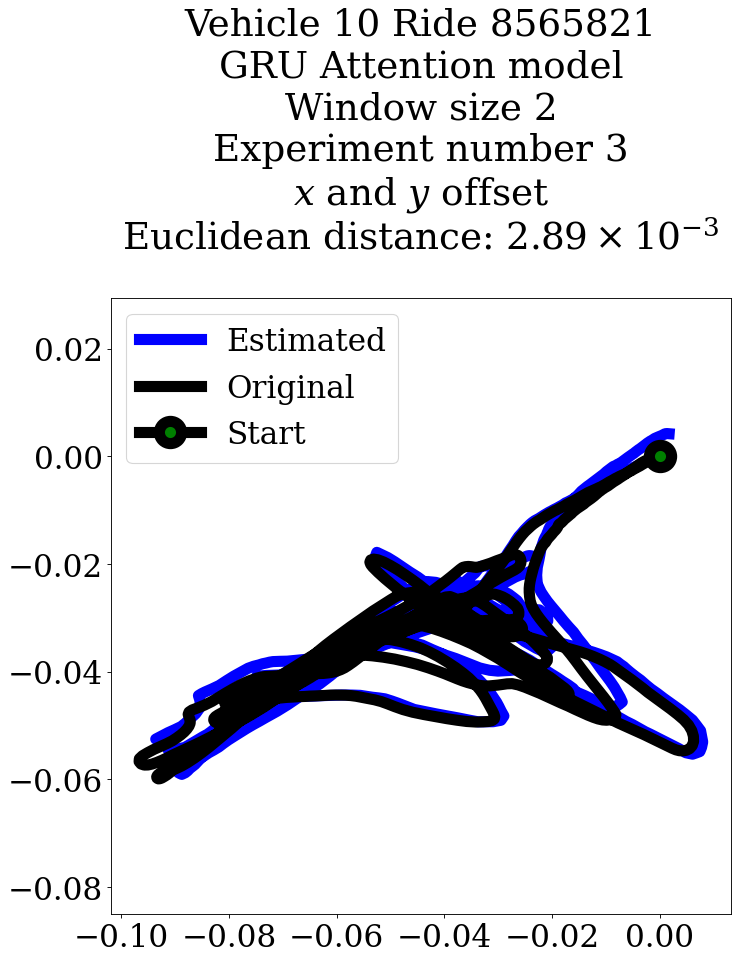 Vehicle 10 Ride 8565821
GRU Attention model
Window size 2
Experiment number 3
x and y offset
Euclidean distance: 2.89 × 10⁻³
Estimated
Original
Start
0.02
0.00
−0.02
−0.04
−0.06
−0.08
−0.10 −0.08 −0.06 −0.04 −0.02 0.00